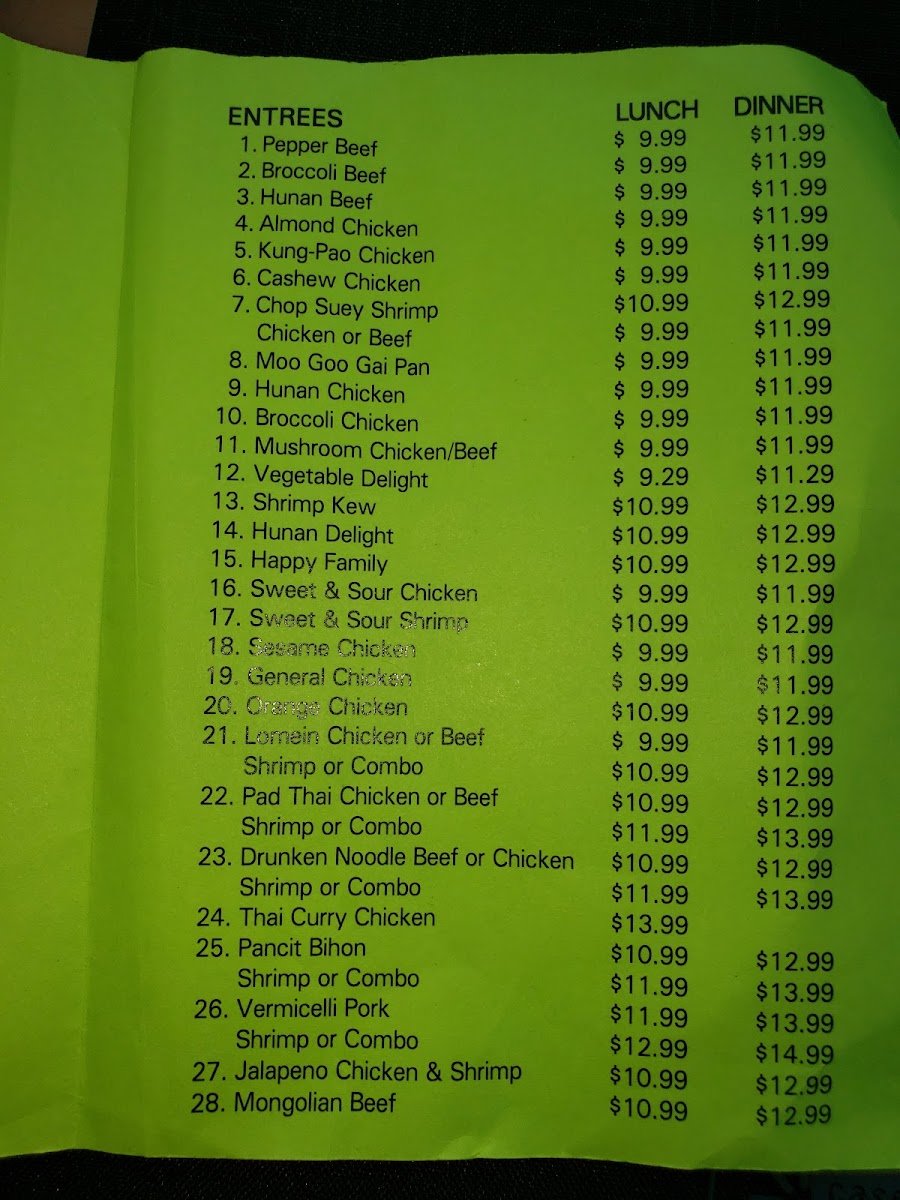 ENTREES LUNCH DINNER
1. Pepper Beef $ 9.99 $11.99
2. Broccoli Beef $ 9.99 $11.99
3. Hunan Beef $ 9.99 $11.99
4. Almond Chicken $ 9.99 $11.99
5. Kung-Pao Chicken $ 9.99 $11.99
6. Cashew Chicken $ 9.99 $11.99
7. Chop Suey Shrimp $10.99 $12.99
Chicken or Beef $ 9.99 $11.99
8. Moo Goo Gai Pan $ 9.99 $11.99
9. Hunan Chicken $ 9.99 $11.99
10. Broccoli Chicken $ 9.99 $11.99
11. Mushroom Chicken/Beef $ 9.99 $11.99
12. Vegetable Delight $ 9.29 $11.29
13. Shrimp Kew $10.99 $12.99
14. Hunan Delight $10.99 $12.99
15. Happy Family $10.99 $12.99
16. Sweet & Sour Chicken $ 9.99 $11.99
17. Sweet & Sour Shrimp $10.99 $12.99
18. Sesame Chicken $ 9.99 $11.99
19. General Chicken $ 9.99 $11.99
20. Orange Chicken $10.99 $12.99
21. Lomein Chicken or Beef $ 9.99 $11.99
Shrimp or Combo $10.99 $12.99
22. Pad Thai Chicken or Beef $10.99 $12.99
Shrimp or Combo $11.99 $13.99
23. Drunken Noodle Beef or Chicken $10.99 $12.99
Shrimp or Combo $11.99 $13.99
24. Thai Curry Chicken $13.99
25. Pancit Bihon $10.99 $12.99
Shrimp or Combo $11.99 $13.99
26. Vermicelli Pork $11.99 $13.99
Shrimp or Combo $12.99 $14.99
27. Jalapeno Chicken & Shrimp $10.99 $12.99
28. Mongolian Beef $10.99 $12.99